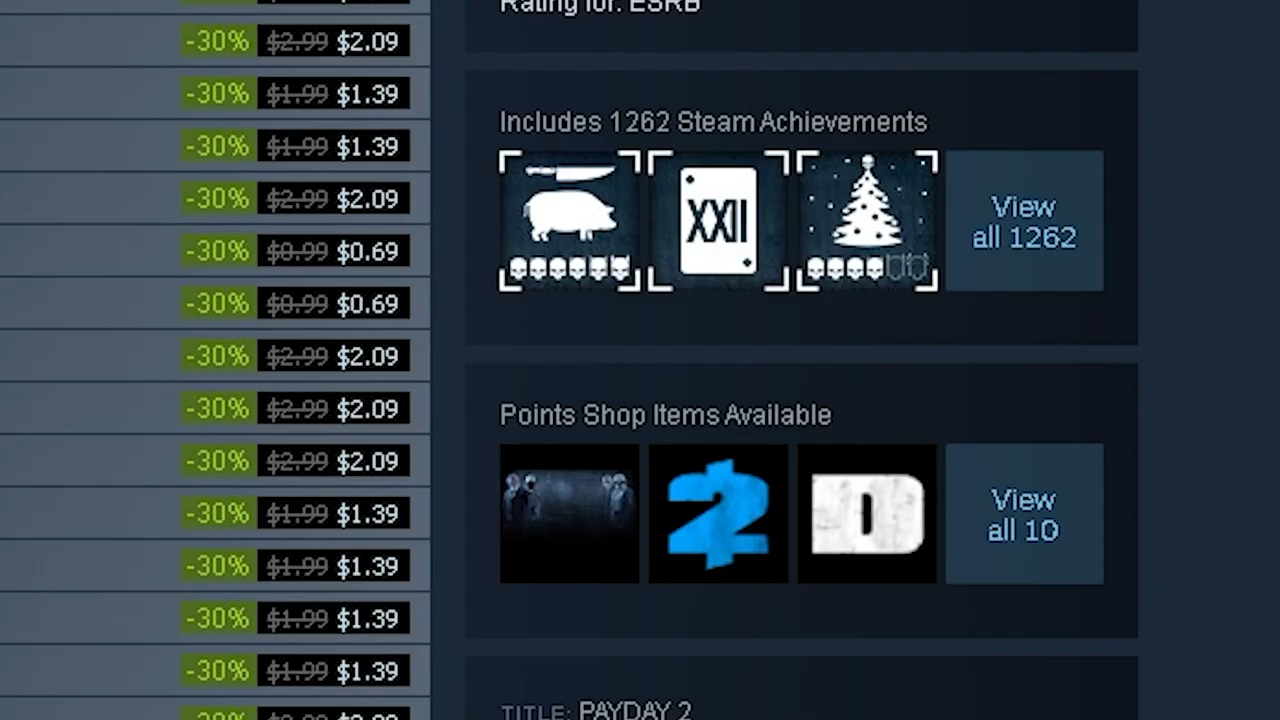 -30% $2.99 $2.09
-30% $1.99 $1.39
-30% $1.99 $1.39
-30% $2.99 $2.09
-30% $0.99 $0.69
-30% $0.99 $0.69
-30% $2.99 $2.09
-30% $2.99 $2.09
-30% $2.99 $2.09
-30% $1.99 $1.39
-30% $1.99 $1.39
-30% $1.99 $1.39
-30% $1.99 $1.39
Rating for: ESRB
Includes 1262 Steam Achievements
XXII
View
all 1262
Points Shop Items Available
2
D
View
all 10
TITLE: PAYDAY 2